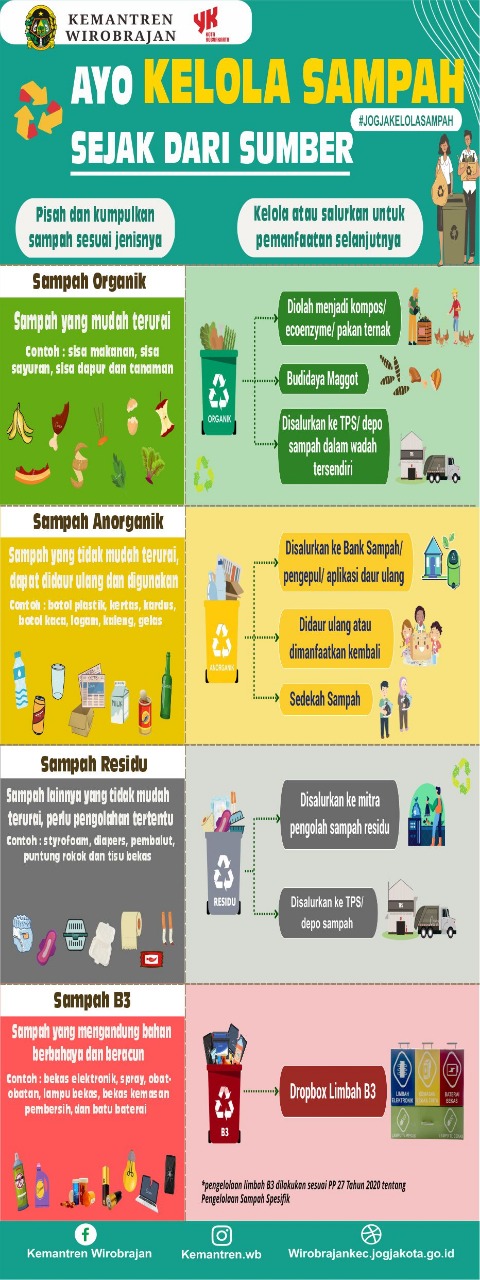 KEMANTREN
WIROBRAJAN
YK
KOTA
YOGYAKARTA
AYO KELOLA SAMPAH
#JOGJAKELOLASAMPAH
SEJAK DARI SUMBER
Pisah dan kumpulkan
sampah sesuai jenisnya
Kelola atau salurkan untuk
pemanfaatan selanjutnya
Sampah Organik
Sampah yang mudah terurai
Contoh : sisa makanan, sisa
sayuran, sisa dapur dan tanaman
ORGANIK
Diolah menjadi kompos/
ecoenzyme/ pakan ternak
Budidaya Maggot
Disalurkan ke TPS/ depo
sampah dalam wadah
tersendiri
Sampah Anorganik
Sampah yang tidak mudah terurai,
dapat didaur ulang dan digunakan
Contoh : botol plastik, kertas, kardus,
botol kaca, logam, kaleng, gelas
MILK
ANORGANIK
Disalurkan ke Bank Sampah/
pengepul/ aplikasi daur ulang
Didaur ulang atau
dimanfaatkan kembali
Sedekah Sampah
Sampah Residu
Sampah lainnya yang tidak mudah
terurai, perlu pengolahan tertentu
Contoh : styrofoam, diapers, pembalut,
puntung rokok dan tisu bekas
RESIDU
Disalurkan ke mitra
pengolah sampah residu
Disalurkan ke TPS/
depo sampah
Sampah B3
Sampah yang mengandung bahan
berbahaya dan beracun
Contoh : bekas elektronik, spray, obat-
obatan, lampu bekas, bekas kemasan
pembersih, dan batu baterai
B3
Dropbox Limbah B3
LIMBAH
ELEKTRONIK
BATERAI
BEKAS
*pengelolaan limbah B3 dilakukan sesuai PP 27 Tahun 2020 tentang
Pengelolaan Sampah Spesifik
Kemantren Wirobrajan
Kemantren.wb
Wirobrajankec.jogjakota.go.id